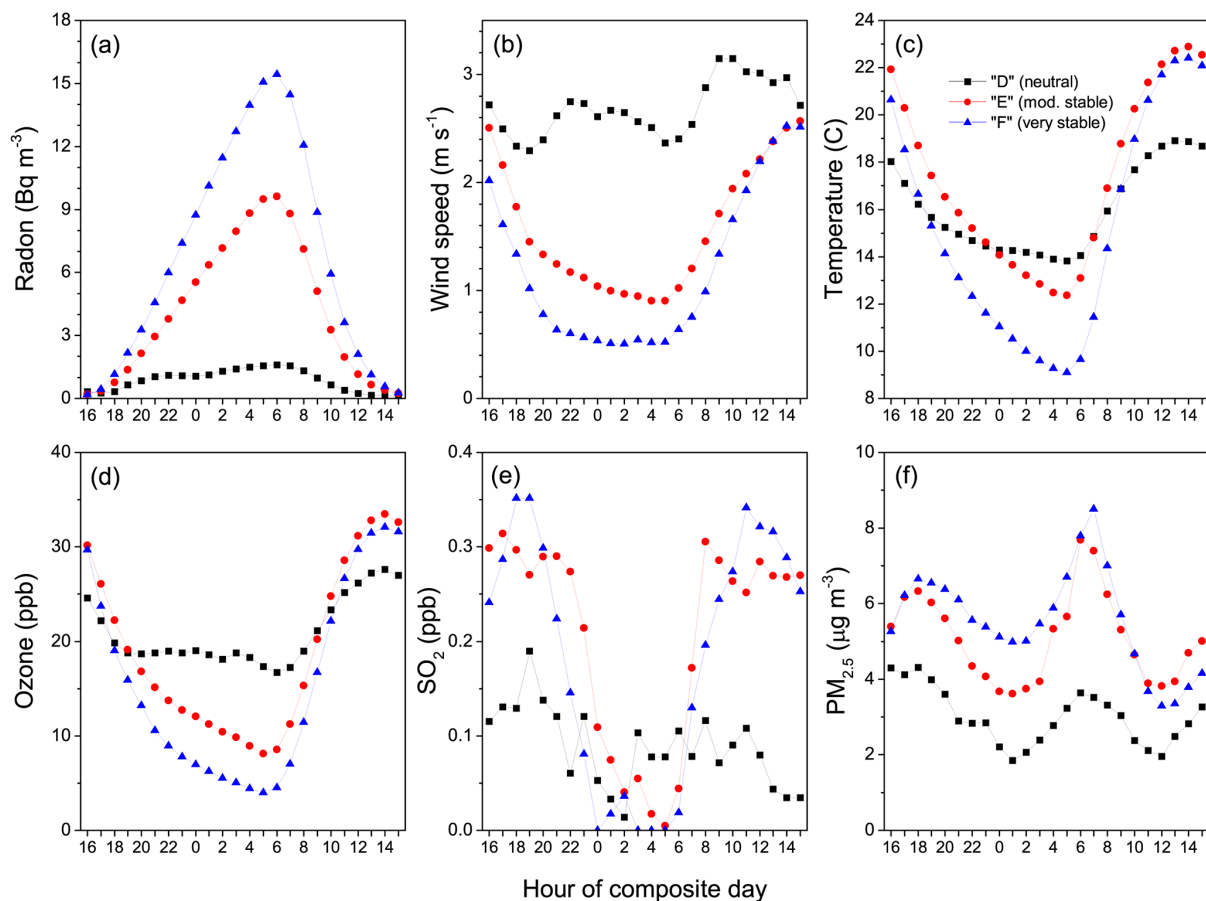 (a)
Radon (Bq m⁻³)
18
15
12
9
6
3
0
16 18 20 22 0 2 4 6 8 10 12 14
(b)
Wind speed (m s⁻¹)
3
2
1
0
16 18 20 22 0 2 4 6 8 10 12 14
(c)
Temperature (C)
24
22
20
18
16
14
12
10
8
"D" (neutral)
"E" (mod. stable)
"F" (very stable)
16 18 20 22 0 2 4 6 8 10 12 14
(d)
Ozone (ppb)
40
30
20
10
0
16 18 20 22 0 2 4 6 8 10 12 14
(e)
SO₂ (ppb)
0.4
0.3
0.2
0.1
0.0
16 18 20 22 0 2 4 6 8 10 12 14
(f)
PM₂.₅ (µg m⁻³)
10
8
6
4
2
0
16 18 20 22 0 2 4 6 8 10 12 14
Hour of composite day